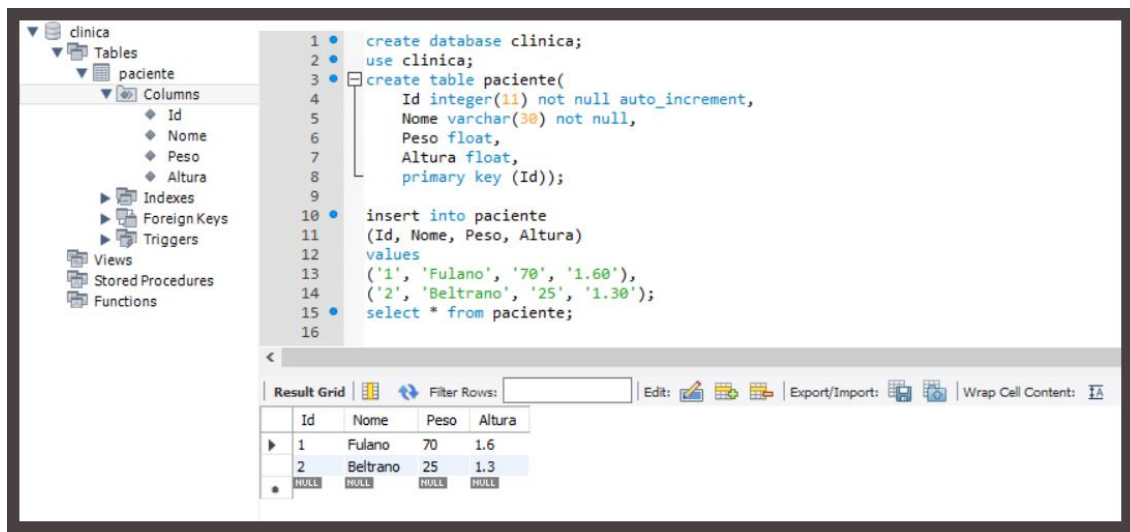 clinica
Tables
paciente
Columns
Id
Nome
Peso
Altura
Indexes
Foreign Keys
Triggers
Views
Stored Procedures
Functions
1 create database clinica;
2 use clinica;
3 create table paciente(
4 Id integer(11) not null auto_increment,
5 Nome varchar(30) not null,
6 Peso float,
7 Altura float,
8 primary key (Id));
9
10 insert into paciente
11 (Id, Nome, Peso, Altura)
12 values
13 ('1', 'Fulano', '70', '1.60'),
14 ('2', 'Beltrano', '25', '1.30');
15 select * from paciente;
16
Result Grid Filter Rows: Edit: Export/Import: Wrap Cell Content:
Id Nome Peso Altura
1 Fulano 70 1.6
2 Beltrano 25 1.3
NULL NULL NULL NULL